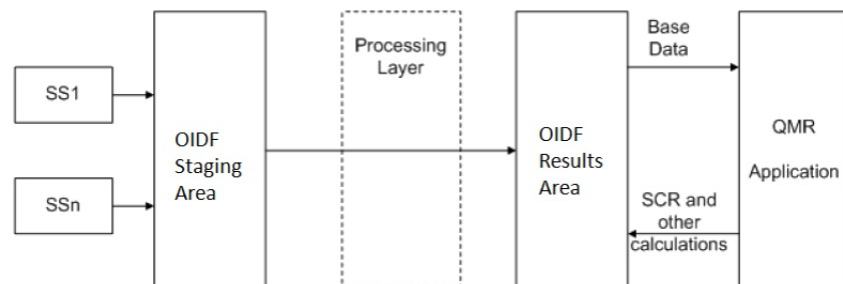 SS1
SSn
OIDF
Staging
Area
Processing
Layer
OIDF
Results
Area
Base
Data
SCR and
other
calculations
QMR
Application